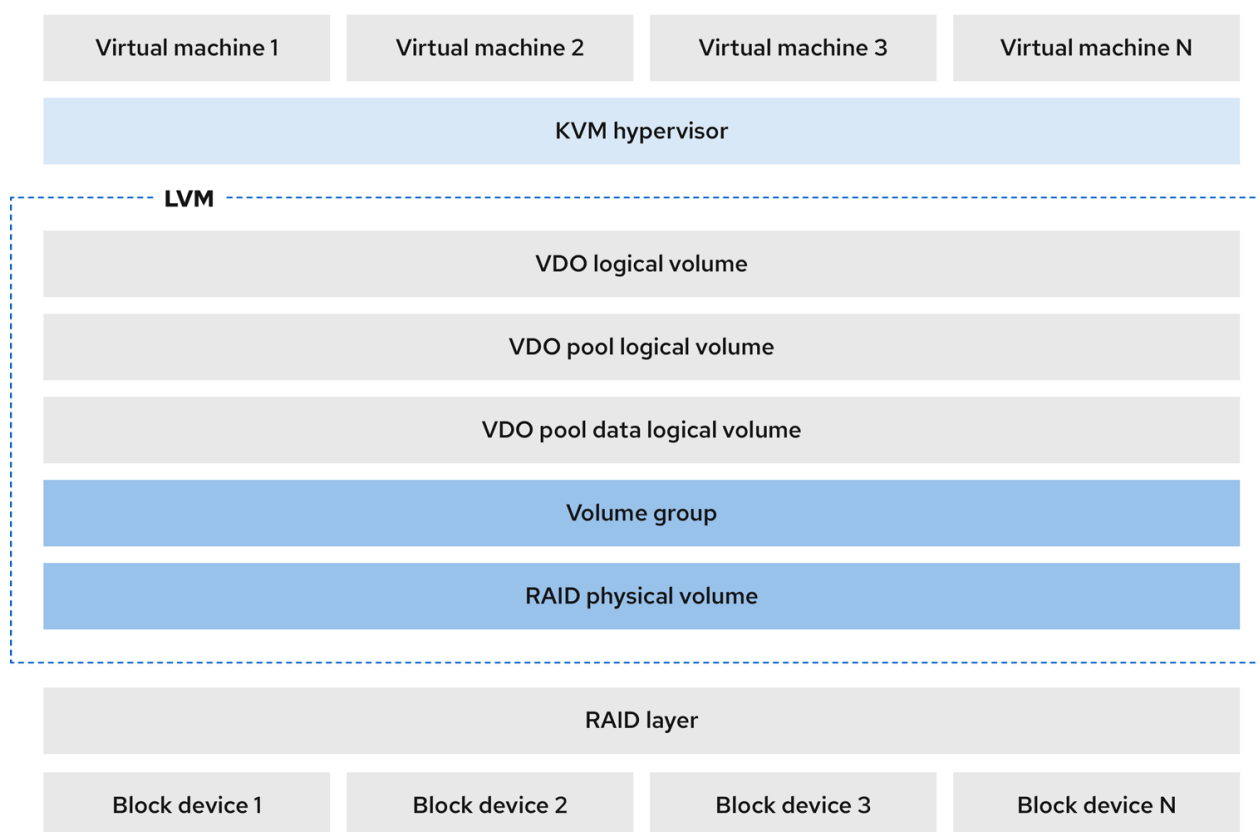 Virtual machine 1
Virtual machine 2
Virtual machine 3
Virtual machine N
KVM hypervisor
LVM
VDO logical volume
VDO pool logical volume
VDO pool data logical volume
Volume group
RAID physical volume
RAID layer
Block device 1
Block device 2
Block device 3
Block device N